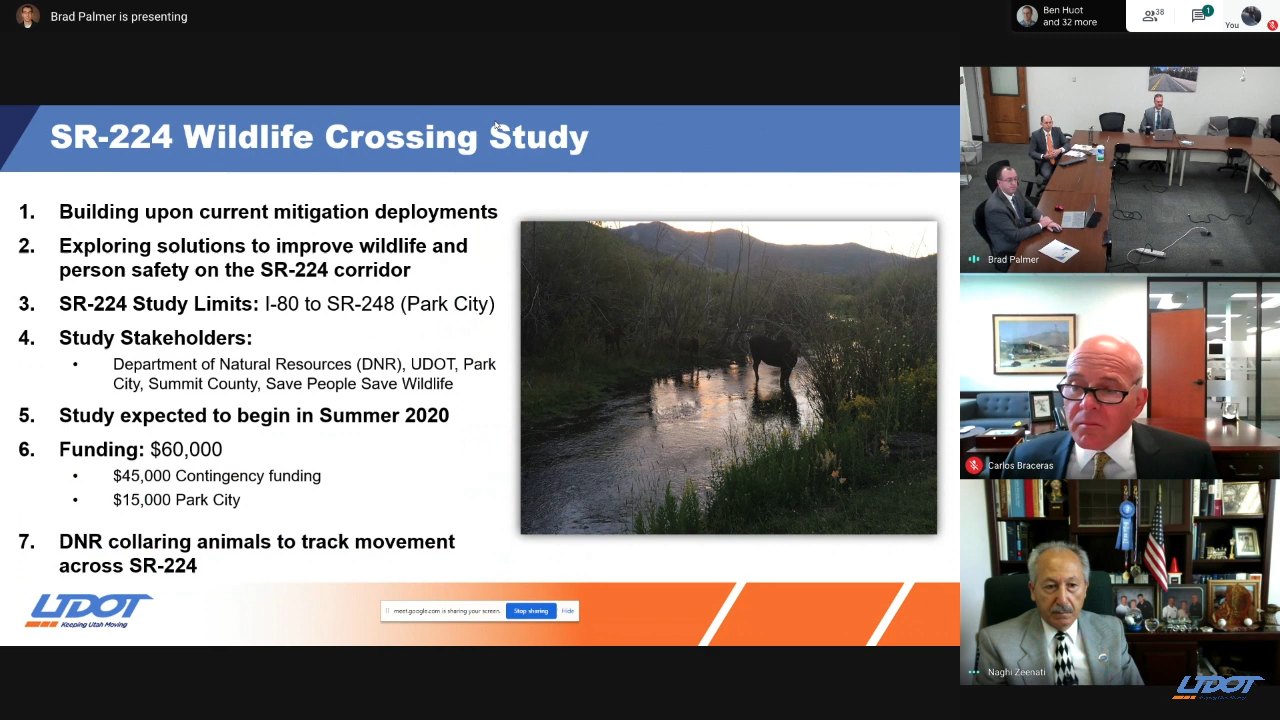 Brad Palmer is presenting
Ben Huot
and 32 more
38
1
You
SR-224 Wildlife Crossing Study
1. Building upon current mitigation deployments
2. Exploring solutions to improve wildlife and
person safety on the SR-224 corridor
3. SR-224 Study Limits: I-80 to SR-248 (Park City)
4. Study Stakeholders:
• Department of Natural Resources (DNR), UDOT, Park
City, Summit County, Save People Save Wildlife
5. Study expected to begin in Summer 2020
6. Funding: $60,000
• $45,000 Contingency funding
• $15,000 Park City
7. DNR collaring animals to track movement
across SR-224
UDOT
Keeping Utah Moving
meet.google.com is sharing your screen.
Stop sharing
Hide
Brad Palmer
Carlos Braceras
Naghi Zeenati
UDOT